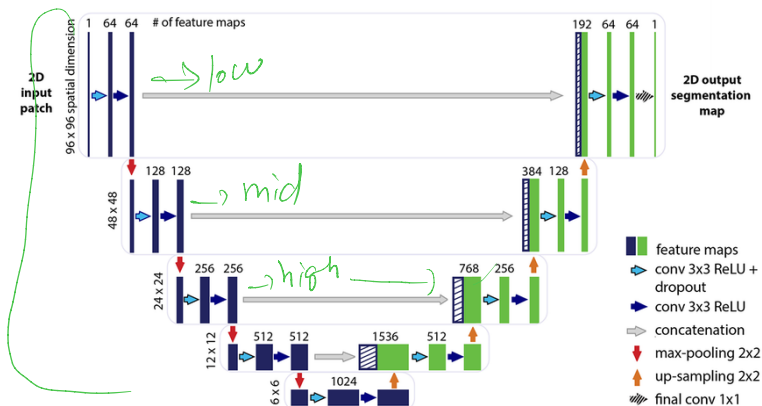 1 64 64 # of feature maps
192 64 64 1
low
2D input patch
96 x 96 spatial dimension
2D output segmentation map
128 128
384 128
mid
48 x 48
256 256
768 256
high
24 x 24
512 512
1536 512
12 x 12
1024
6 x 6
feature maps
conv 3x3 ReLU +
dropout
conv 3x3 ReLU
concatenation
max-pooling 2x2
up-sampling 2x2
final conv 1x1